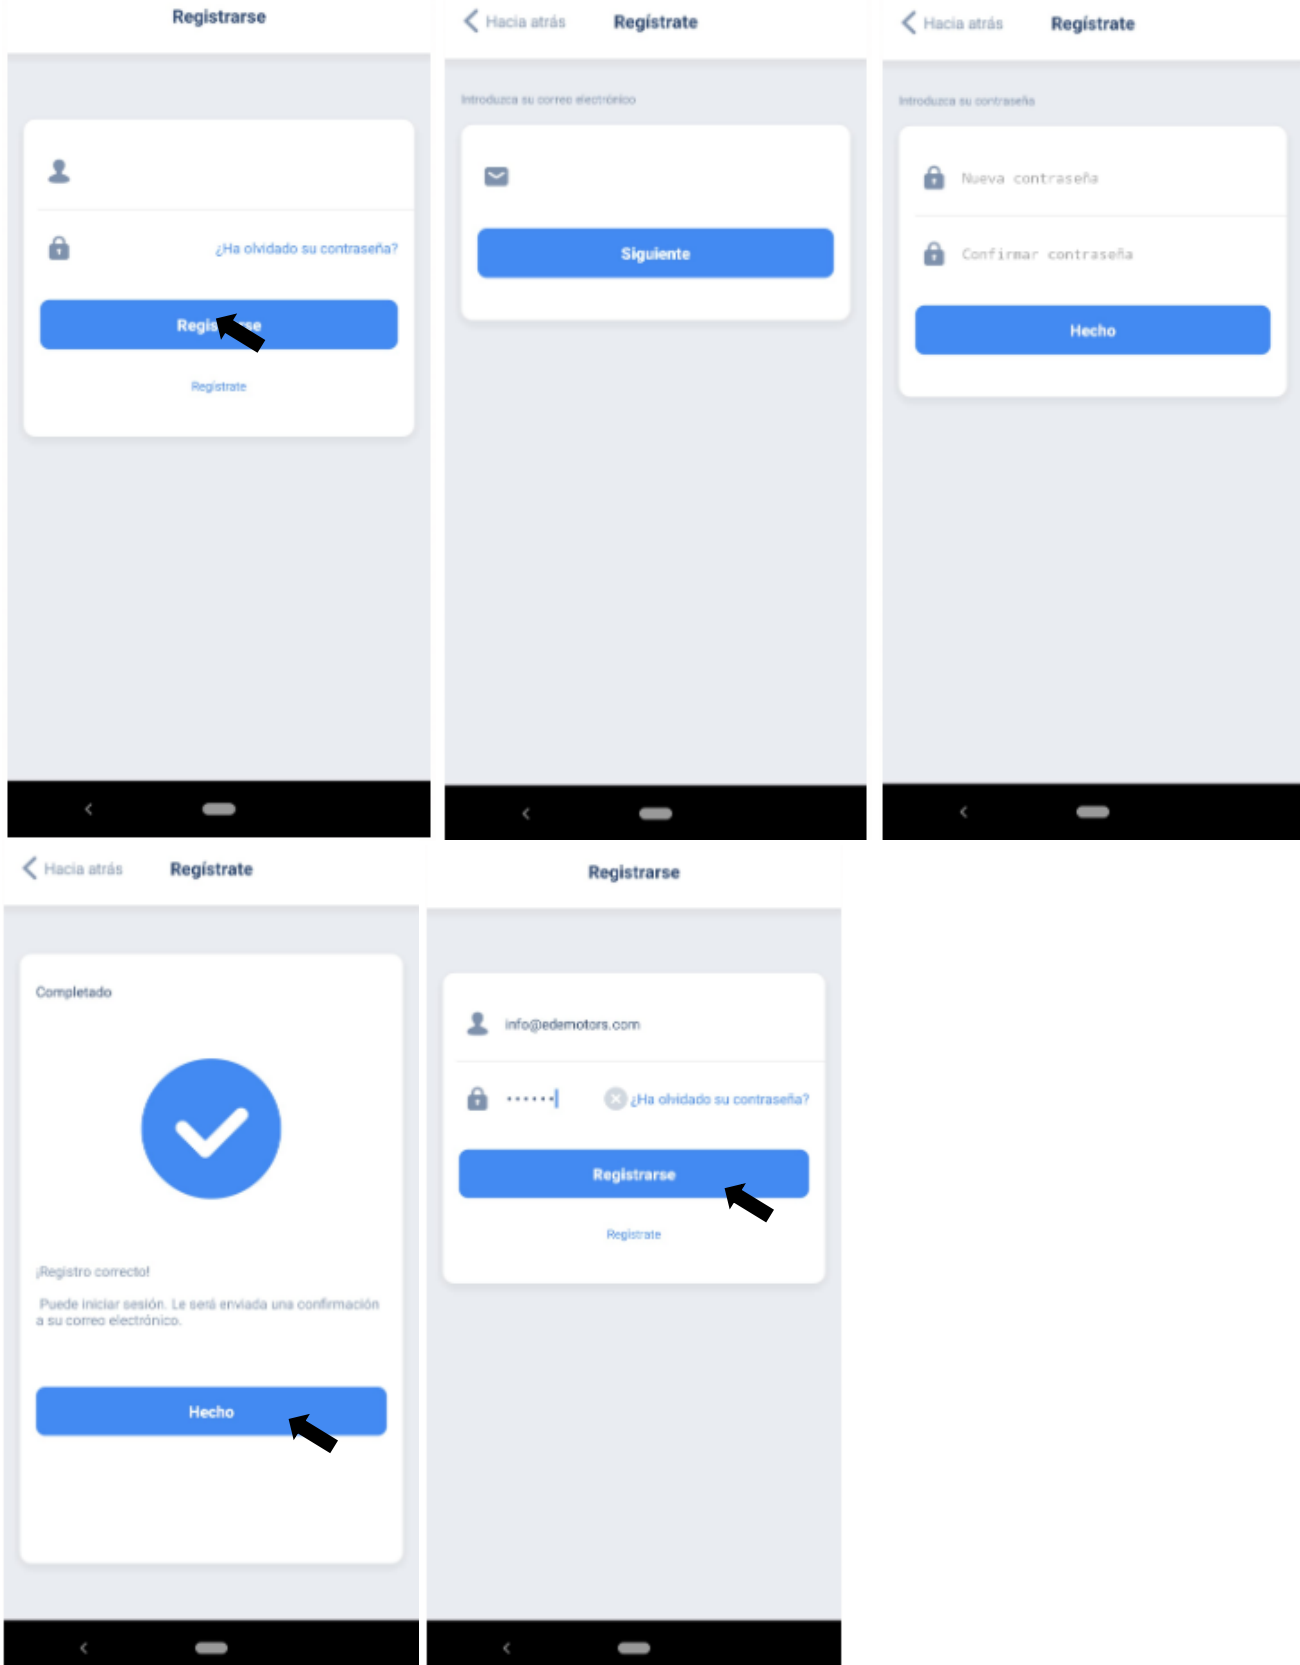 Registrarse
¿Ha olvidado su contraseña?
Registrarse
Regístrate
Hacia atrás
Regístrate
Introduzca su correo electrónico
Siguiente
Hacia atrás
Regístrate
Introduzca su contraseña
Nueva contraseña
Confirmar contraseña
Hecho
Hacia atrás
Regístrate
Completado
¡Registro correcto!
Puede iniciar sesión. Le será enviada una confirmación
a su correo electrónico.
Hecho
Registrarse
info@edemotors.com
¿Ha olvidado su contraseña?
Registrarse
Regístrate